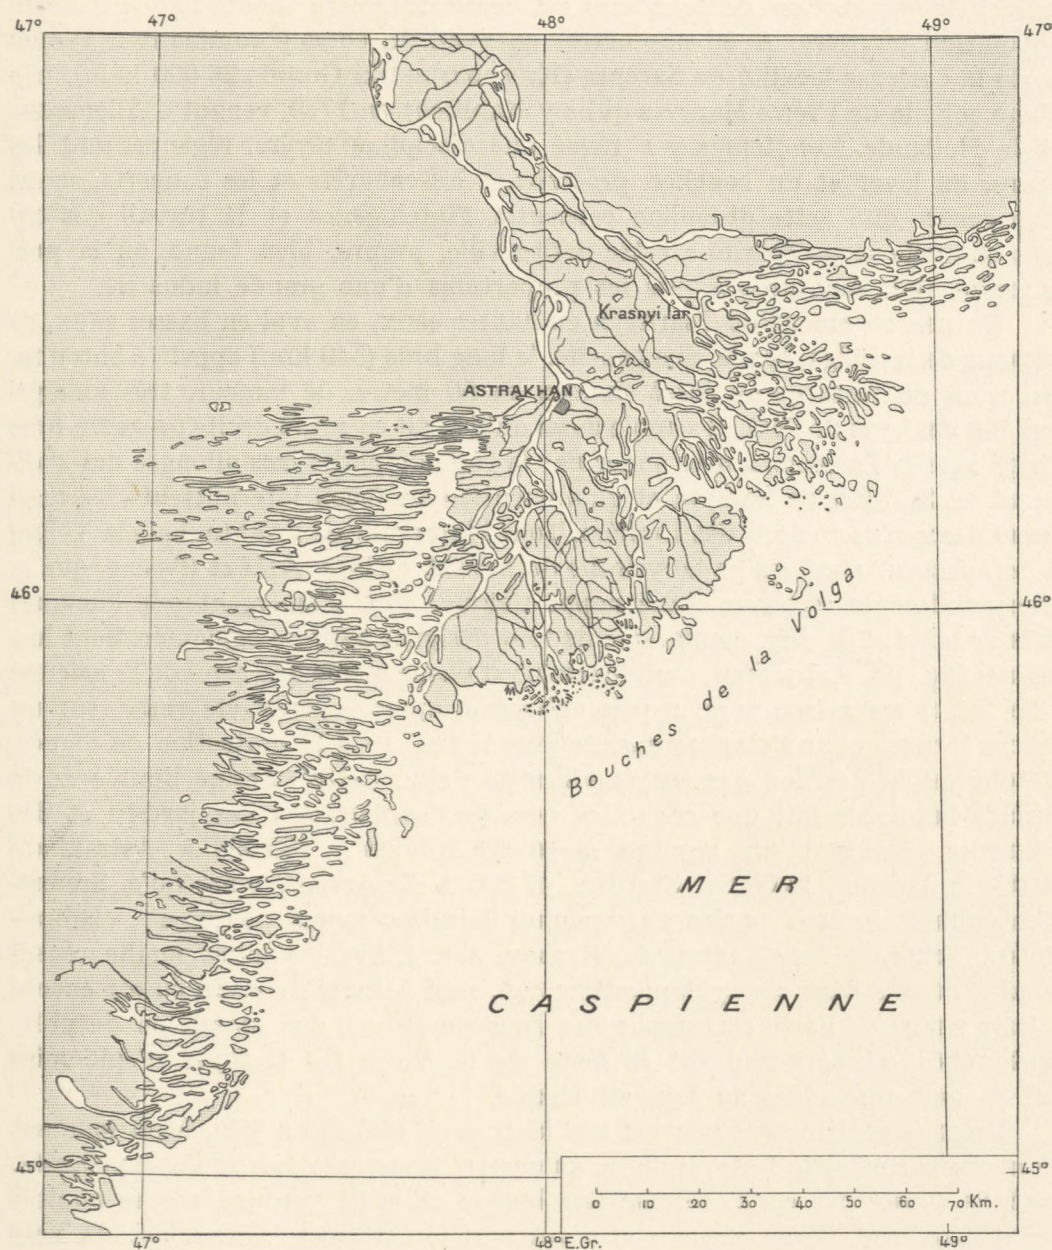 47° 47° 48° 49° 47°
Krasnyi Iar
ASTRAKHAN
46° 46°
Bouches de la Volga
MER
CASPIENNE
45° 45°
0 10 20 30 40 50 60 70 Km.
47° 48° E.Gr. 49°